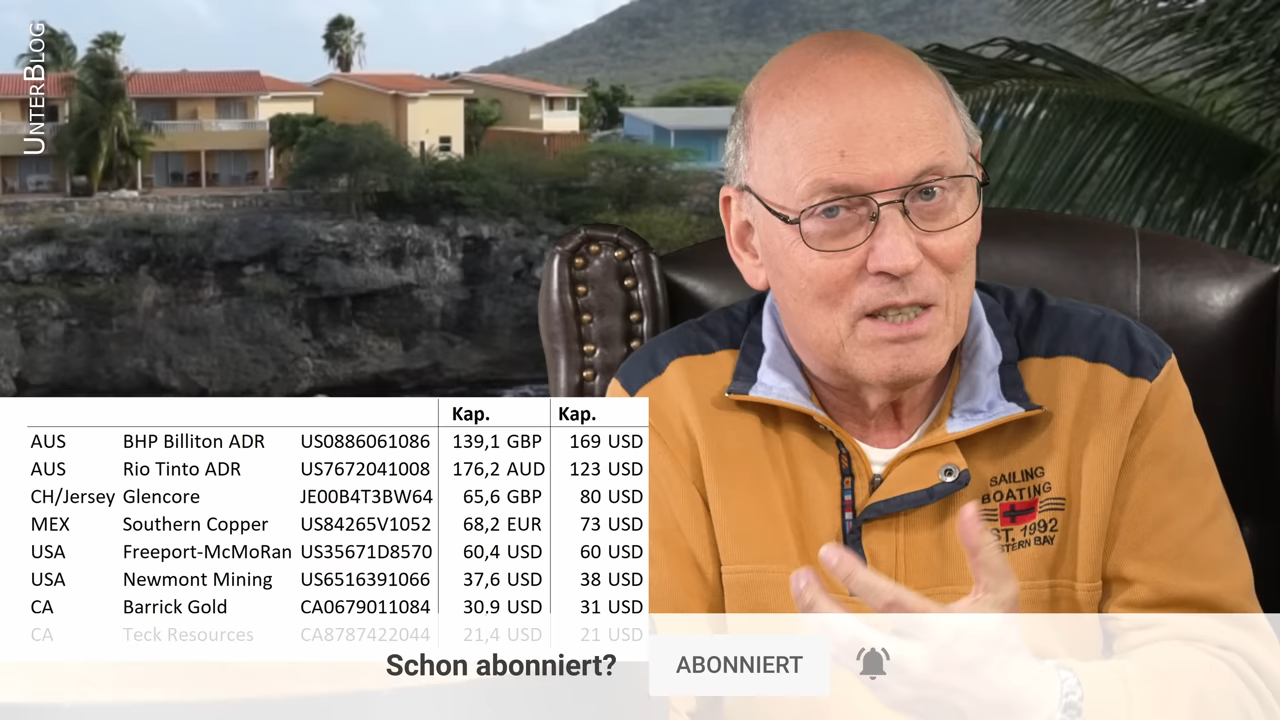 UNTERBLOG
Kap. Kap.
AUS BHP Billiton ADR US0886061086 139,1 GBP 169 USD
AUS Rio Tinto ADR US7672041008 176,2 AUD 123 USD
CH/Jersey Glencore JE00B4T3BW64 65,6 GBP 80 USD
MEX Southern Copper US84265V1052 68,2 EUR 73 USD
USA Freeport-McMoRan US35671D8570 60,4 USD 60 USD
USA Newmont Mining US6516391066 37,6 USD 38 USD
CA Barrick Gold CA0679011084 30.9 USD 31 USD
CA Teck Resources CA8787422044 21,4 USD 21 USD
SAILING
BOATING
ST. 1992
STERN BAY
Schon abonniert? ABONNIERT